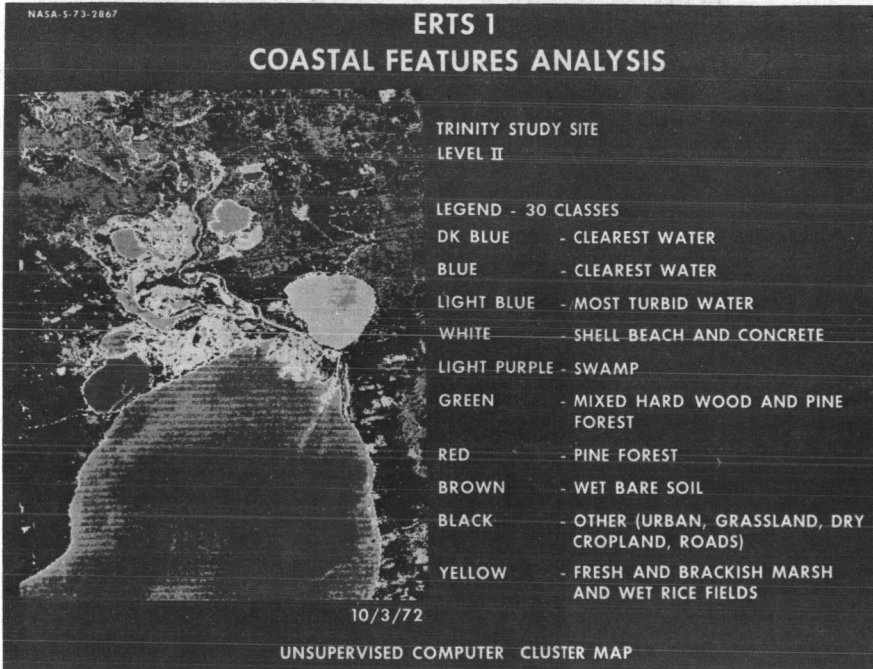 NASA-S-73-2867
ERTS 1
COASTAL FEATURES ANALYSIS
TRINITY STUDY SITE
LEVEL II
LEGEND - 30 CLASSES
DK BLUE - CLEAREST WATER
BLUE - CLEAREST WATER
LIGHT BLUE - MOST TURBID WATER
WHITE - SHELL BEACH AND CONCRETE
LIGHT PURPLE - SWAMP
GREEN - MIXED HARD WOOD AND PINE
FOREST
RED - PINE FOREST
BROWN - WET BARE SOIL
BLACK - OTHER (URBAN, GRASSLAND, DRY
CROPLAND, ROADS)
YELLOW - FRESH AND BRACKISH MARSH
AND WET RICE FIELDS
10/3/72
UNSUPERVISED COMPUTER CLUSTER MAP